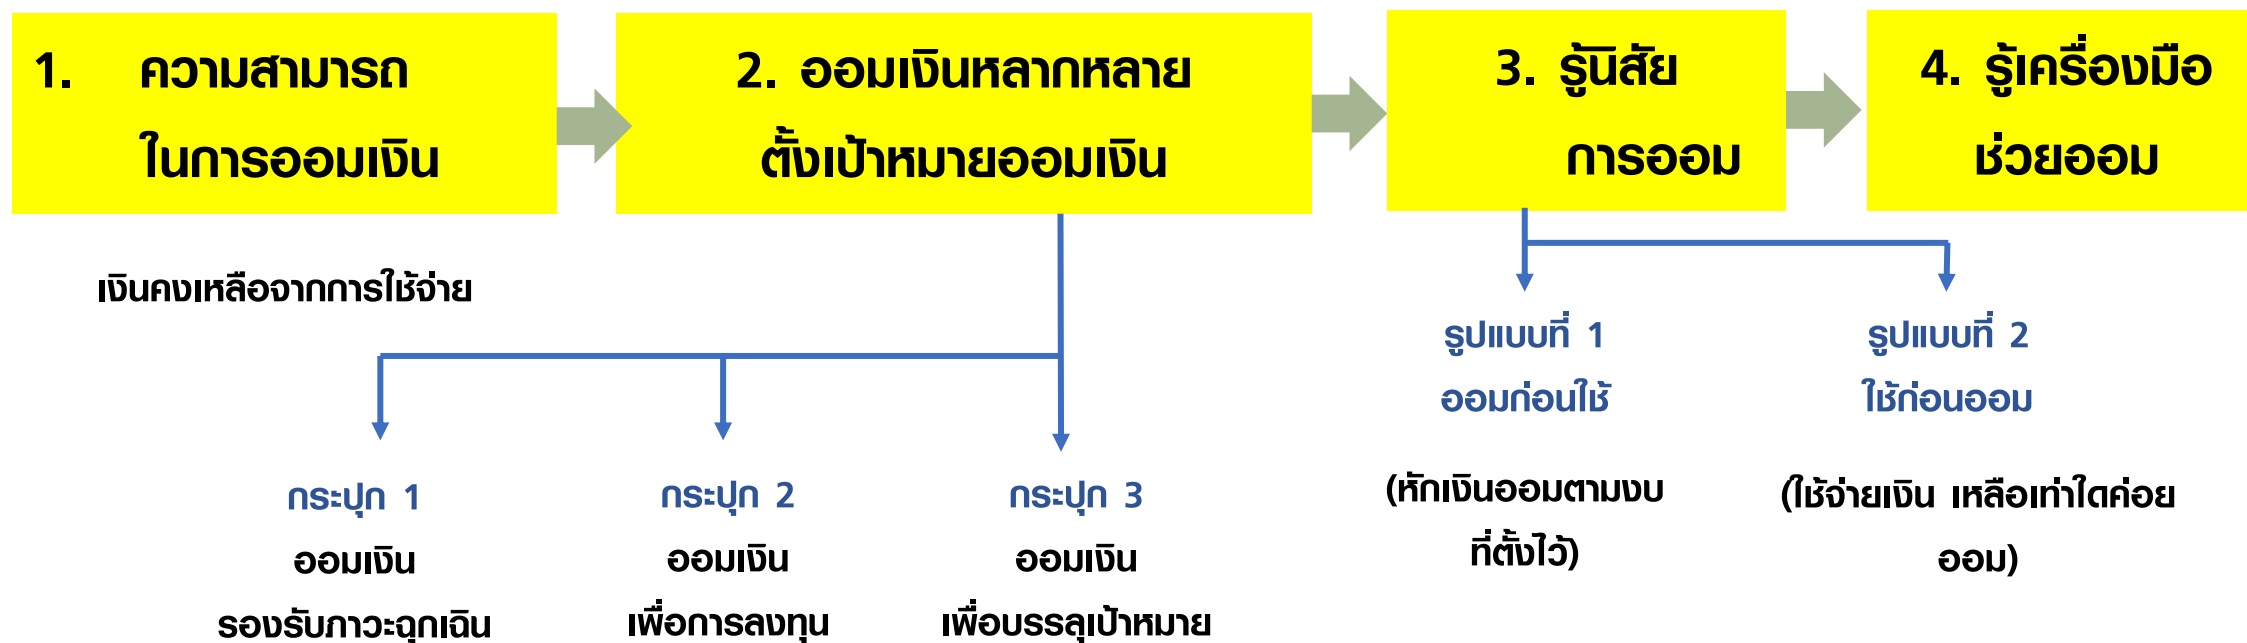 1. ความสามารถ
ในการออมเงิน
2. ออมเงินหลากหลาย
ตั้งเป้าหมายออมเงิน
3. รู้นิสัย
การออม
4. รู้เครื่องมือ
ช่วยออม
เงินคงเหลือจากการใช้จ่าย
กระปุก 1
ออมเงิน
รองรับภาวะฉุกเฉิน
กระปุก 2
ออมเงิน
เพื่อการลงทุน
กระปุก 3
ออมเงิน
เพื่อบรรลุเป้าหมาย
รูปแบบที่ 1
ออมก่อนใช้
(หักเงินออมตามงบ
ที่ตั้งไว้)
รูปแบบที่ 2
ใช้ก่อนออม
(ใช้จ่ายเงิน เหลือเท่าใดค่อย
ออม)